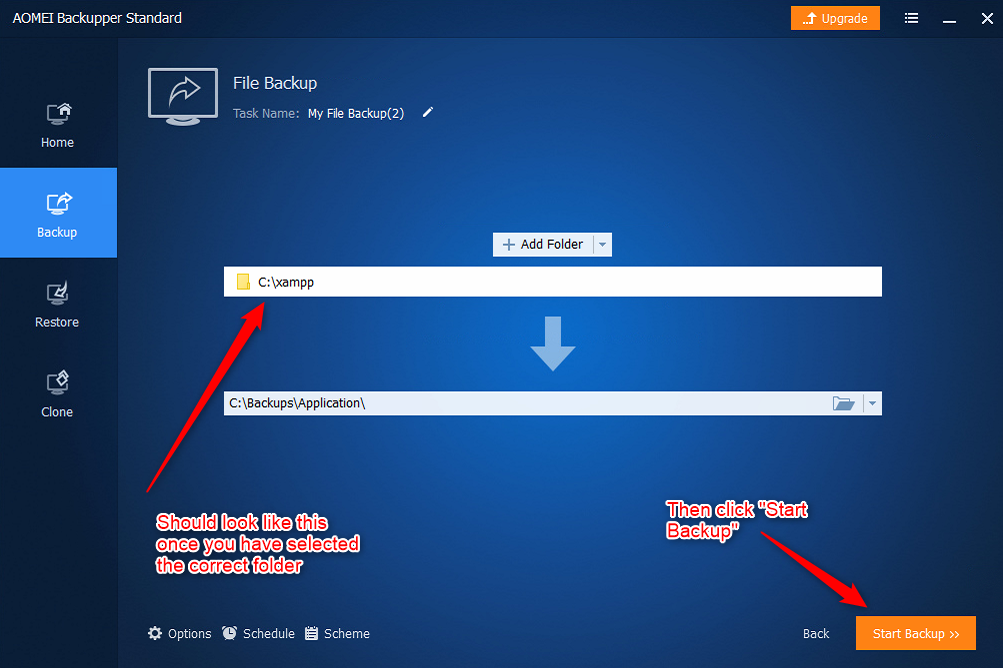 AOMEI Backupper Standard
Upgrade
File Backup
Task Name: My File Backup(2)
Home
Backup
Restore
Clone
+ Add Folder
C:\xampp
C:\Backups\Application\
Should look like this
once you have selected
the correct folder
Then click "Start
Backup"
Options Schedule Scheme
Back
Start Backup >>